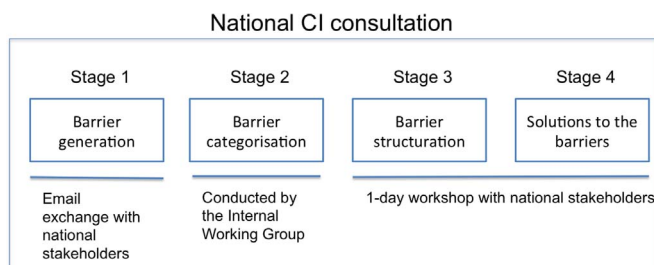 National CI consultation
Stage 1
Stage 2
Stage 3
Stage 4
Barrier
generation
Barrier
categorisation
Barrier
structuration
Solutions to the
barriers
Email
exchange with
national
stakeholders
Conducted by
the Internal
Working Group
1-day workshop with national stakeholders